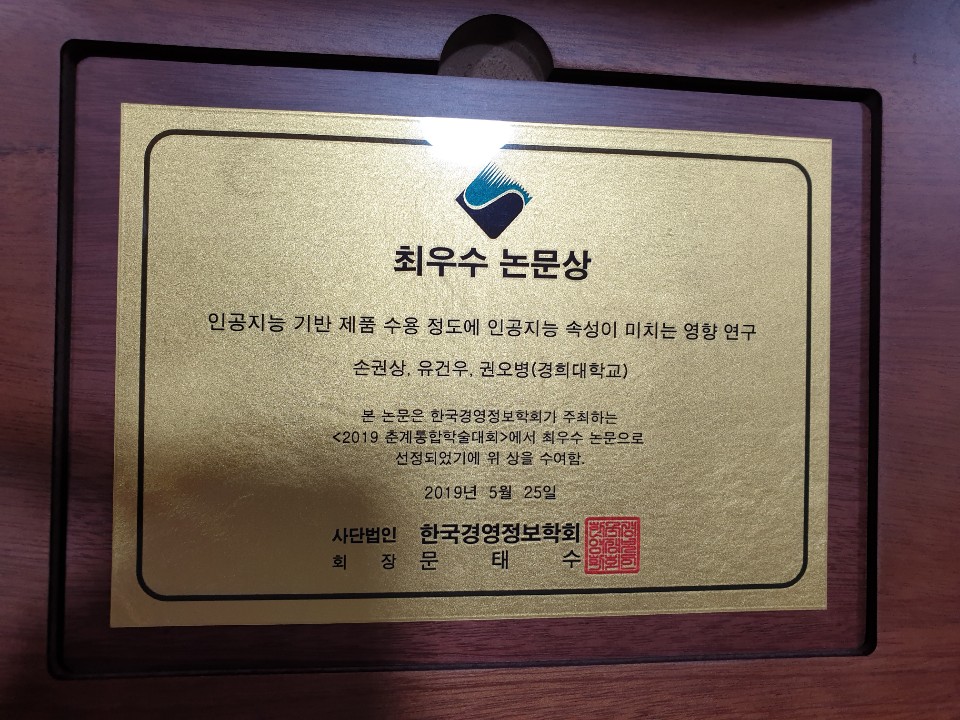 최우수 논문상
인공지능 기반 제품 수용 정도에 인공지능 속성이 미치는 영향 연구
손권상, 유건우, 권오병(경희대학교)
본 논문은 한국경영정보학회가 주최하는
<2019 춘계통합학술대회>에서 최우수 논문으로
선정되었기에 위 상을 수여함.
2019년 5월 25일
사단법인 한국경영정보학회
회 장 문 태 수